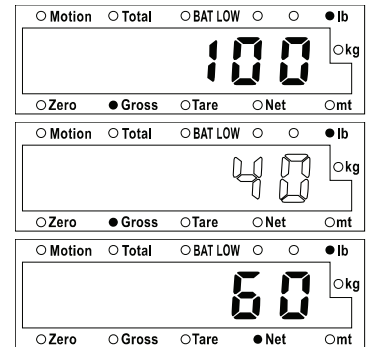 ○ Motion ○ Total ○ BAT LOW ○ ○ ● lb
100 ○ kg
○ Zero ● Gross ○ Tare ○ Net ○ mt
○ Motion ○ Total ○ BAT LOW ○ ○ ● lb
40 ○ kg
○ Zero ● Gross ○ Tare ○ Net ○ mt
○ Motion ○ Total ○ BAT LOW ○ ○ ● lb
60 ○ kg
○ Zero ○ Gross ○ Tare ● Net ○ mt